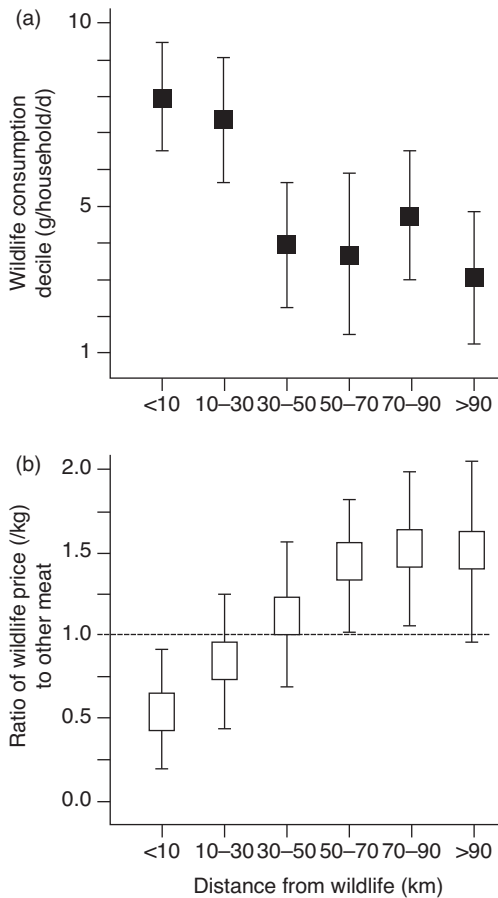 (a)
Wildlife consumption
decile (g/household/d)
10
5
1
<10 10–30 30–50 50–70 70–90 >90
(b)
Ratio of wildlife price (/kg)
to other meat
2.0
1.5
1.0
0.5
0.0
<10 10–30 30–50 50–70 70–90 >90
Distance from wildlife (km)